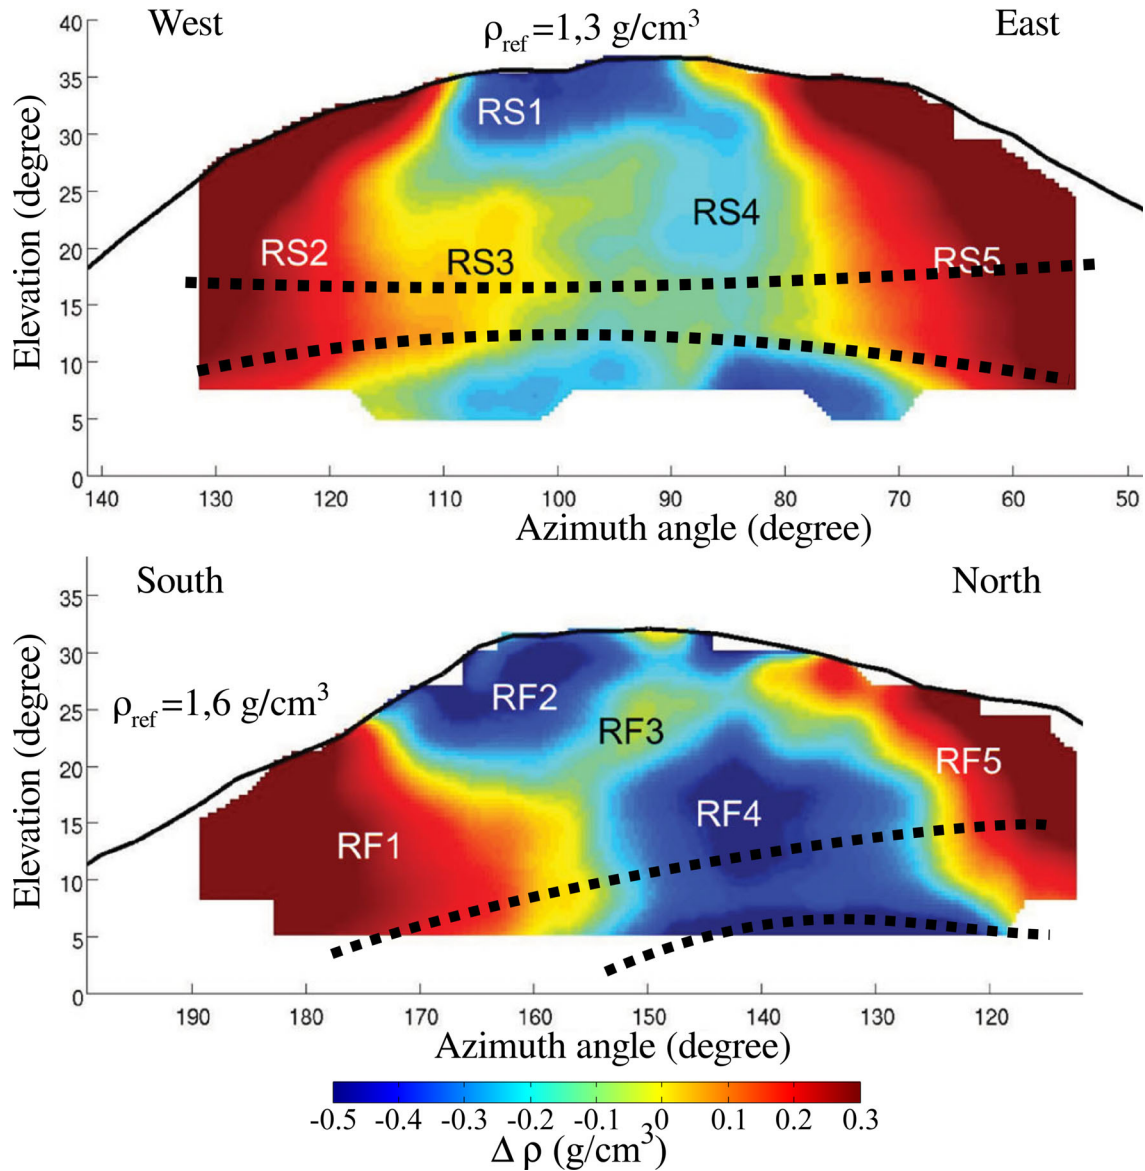 West
ρref=1,3 g/cm³
East
40
35
30
25
20
15
10
5
0
Elevation (degree)
RS1
RS2
RS3
RS4
RS5
140 130 120 110 100 90 80 70 60 50
Azimuth angle (degree)
South
North
ρref=1,6 g/cm³
35
30
25
20
15
10
5
0
Elevation (degree)
RF1
RF2
RF3
RF4
RF5
190 180 170 160 150 140 130 120
Azimuth angle (degree)
-0.5 -0.4 -0.3 -0.2 -0.1 0 0.1 0.2 0.3
Δ ρ (g/cm³)